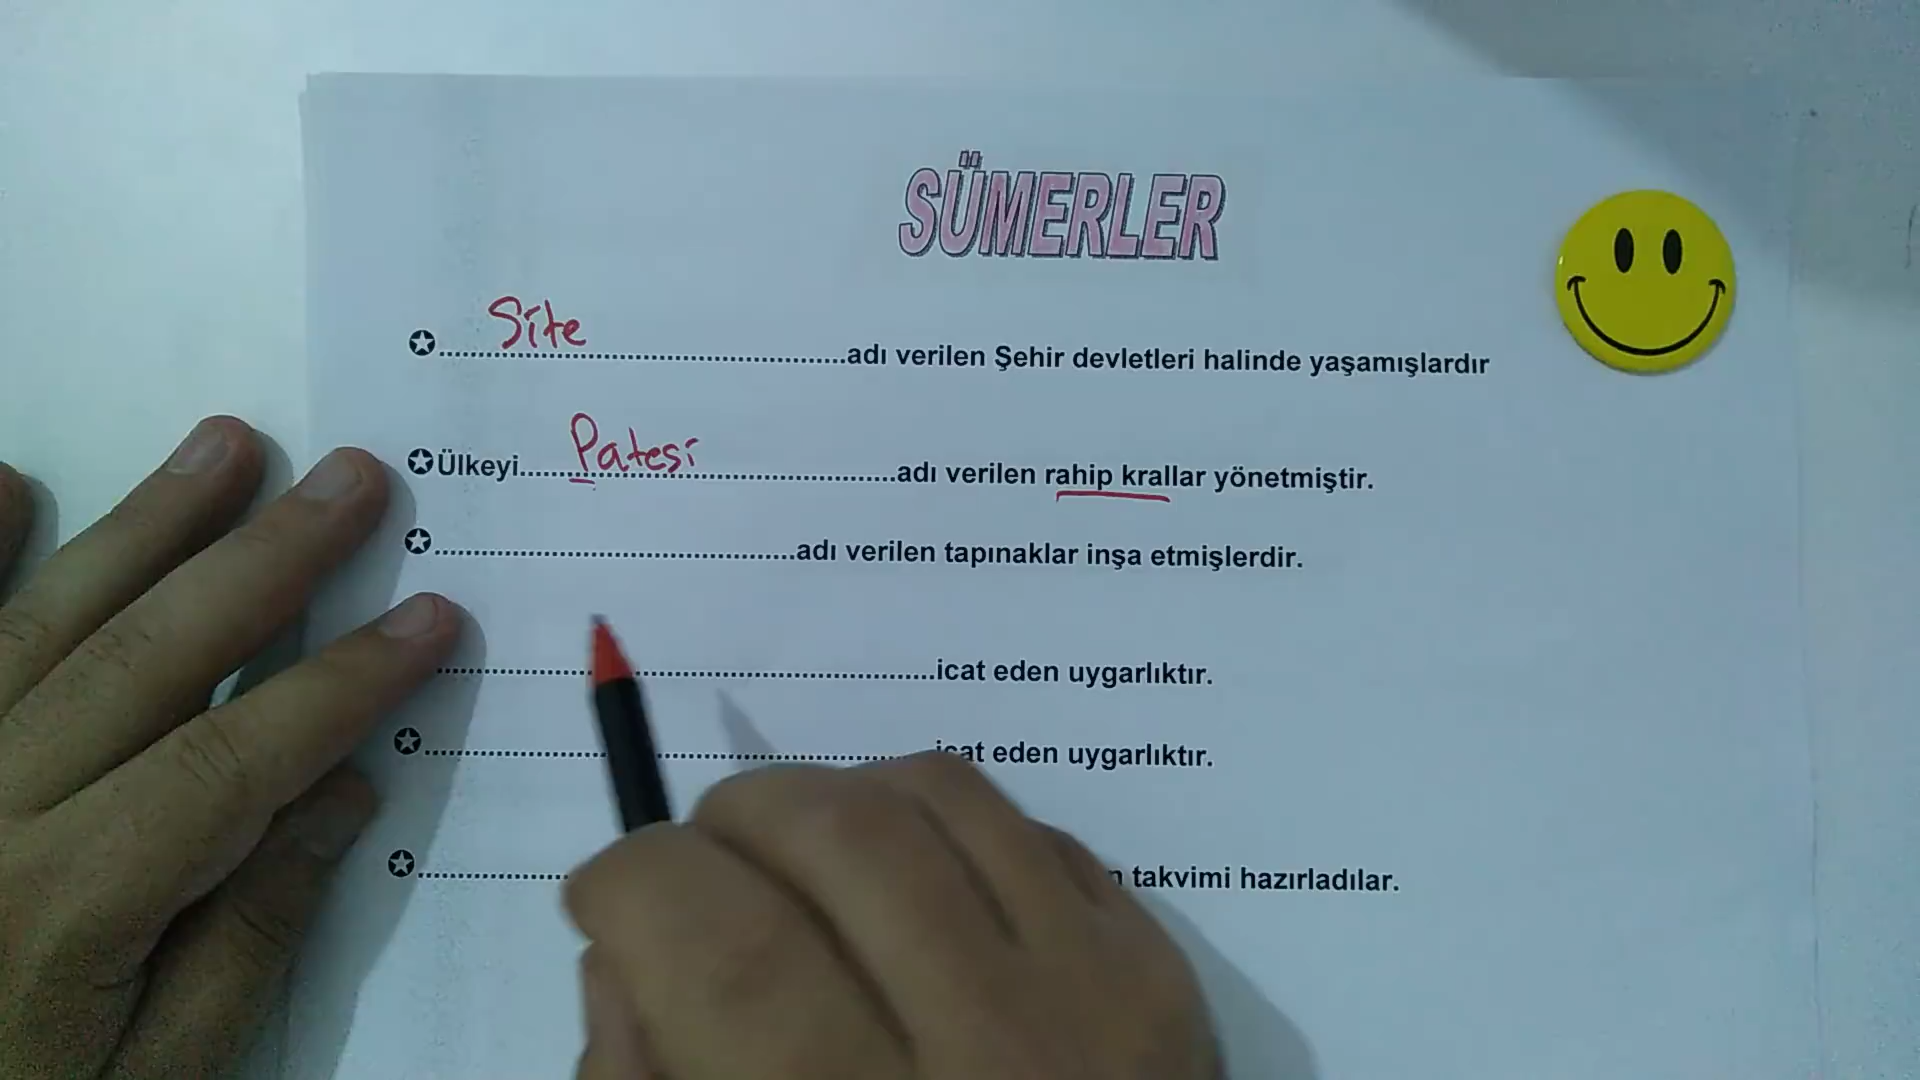 SÜMERLER
Site adı verilen Şehir devletleri halinde yaşamışlardır
Ülkeyi Patesi adı verilen rahip krallar yönetmiştir.
adı verilen tapınaklar inşa etmişlerdir.
icat eden uygarlıktır.
icat eden uygarlıktır.
takvimi hazırladılar.